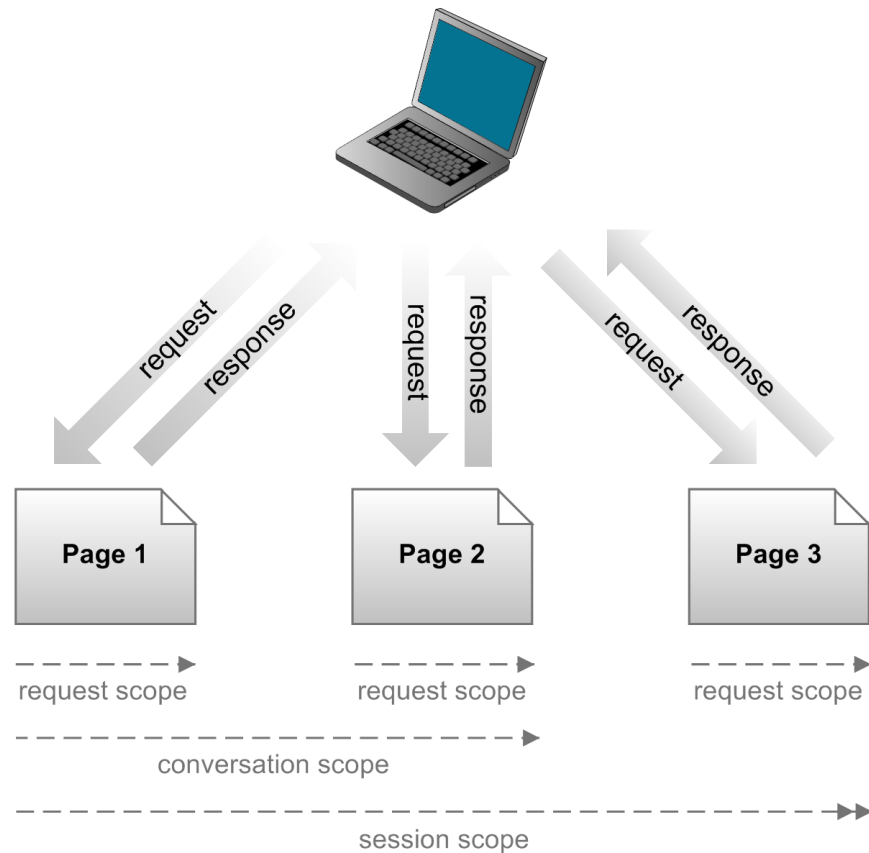 request
response
request
response
request
response
Page 1
Page 2
Page 3
request scope
request scope
request scope
conversation scope
session scope